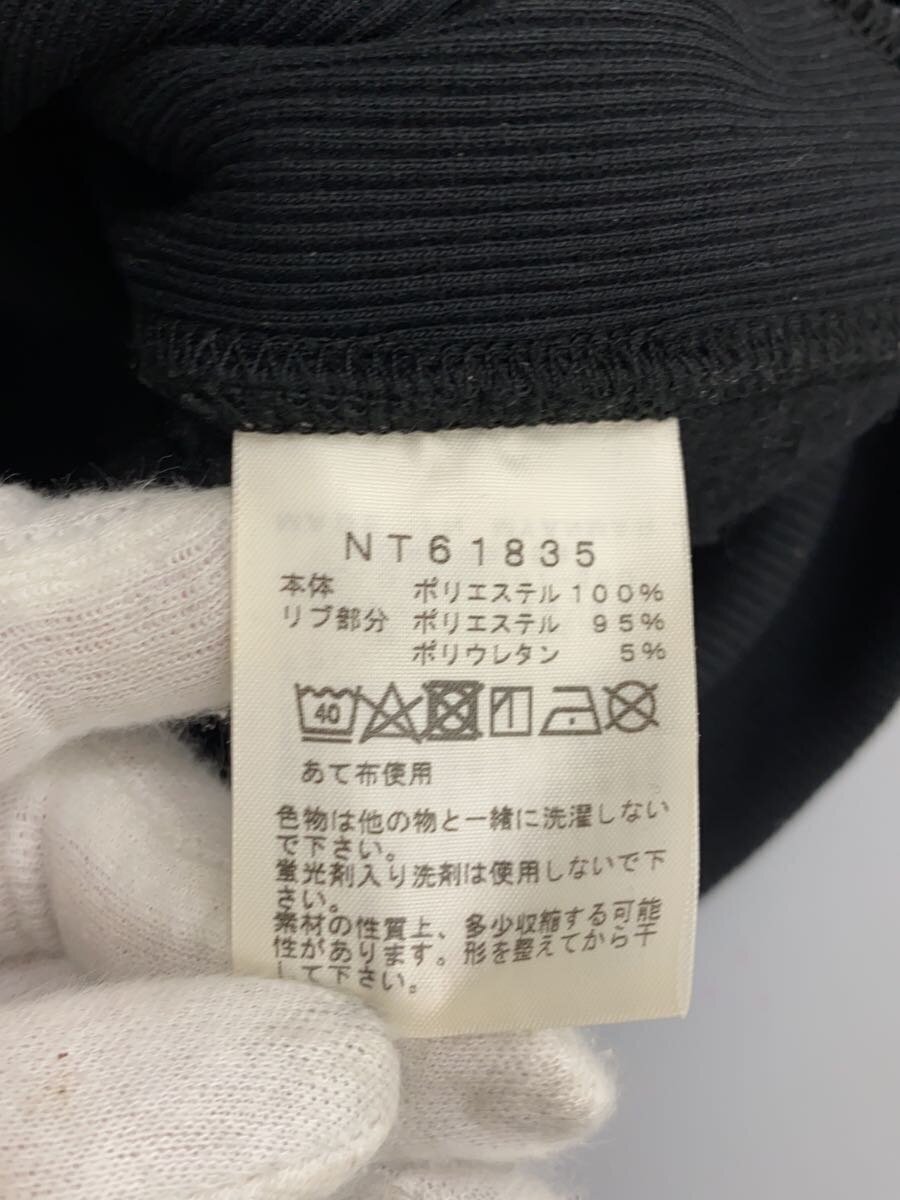 NT61835
本体 ポリエステル 100%
リブ部分 ポリエステル 95%
ポリウレタン 5%
40
あて布使用
色物は他の物と一緒に洗濯しない
で下さい。
蛍光剤入り洗剤は使用しないで下
さい。
素材の性質上、多少収縮する可能
性があります。形を整えてから干
して下さい。